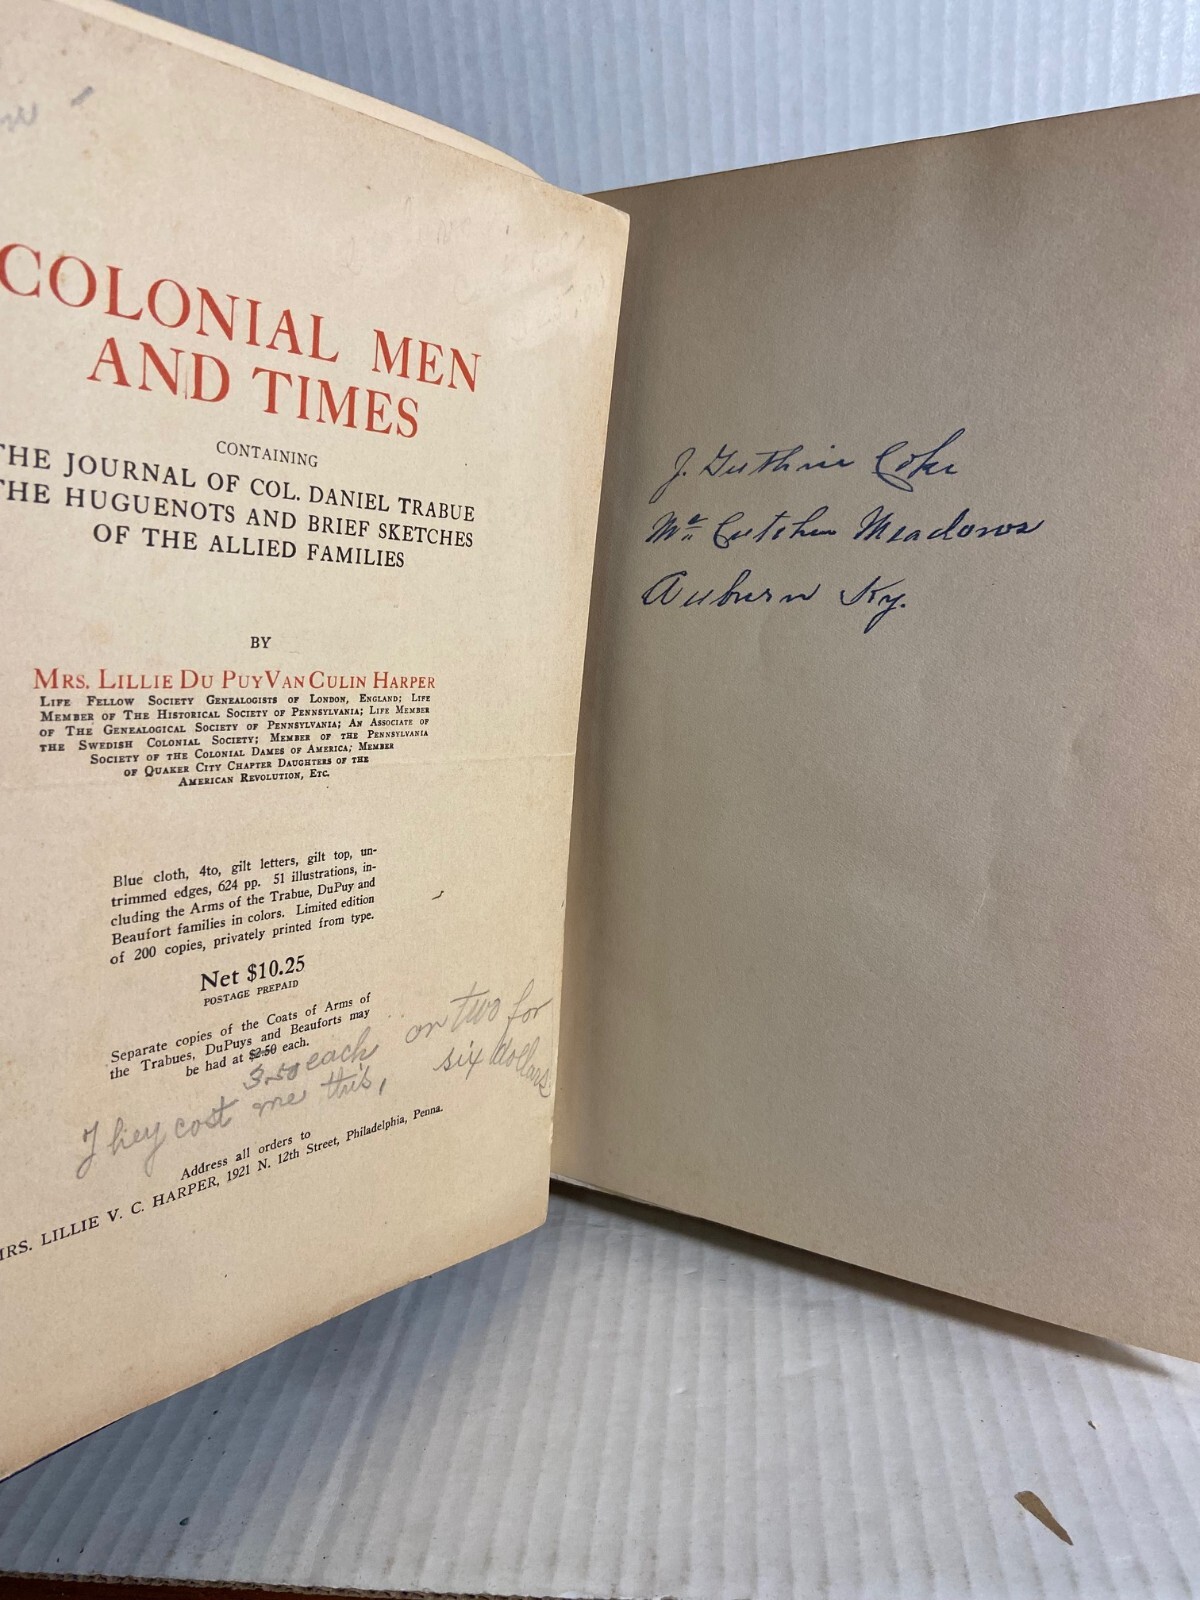 COLONIAL MEN
AND TIMES
CONTAINING
THE JOURNAL OF COL. DANIEL TRABUE
THE HUGUENOTS AND BRIEF SKETCHES
OF THE ALLIED FAMILIES
BY
MRS. LILLIE DU PUY VAN CULIN HARPER
LIFE FELLOW SOCIETY GENEALOGISTS OF LONDON, ENGLAND; LIFE
MEMBER OF THE HISTORICAL SOCIETY OF PENNSYLVANIA; LIFE MEMBER
OF THE GENEALOGICAL SOCIETY OF PENNSYLVANIA; AN ASSOCIATE OF
THE SWEDISH COLONIAL SOCIETY; MEMBER OF THE PENNSYLVANIA
SOCIETY OF THE COLONIAL DAMES OF AMERICA; MEMBER
OF QUAKER CITY CHAPTER DAUGHTERS OF THE
AMERICAN REVOLUTION, ETC.
Blue cloth, 4to, gilt letters, gilt top, un-
trimmed edges, 624 pp. 51 illustrations, in-
cluding the Arms of the Trabue, DuPuy and
Beaufort families in colors. Limited edition
of 200 copies, privately printed from type.
Net $10.25
POSTAGE PREPAID
Separate copies of the Coats of Arms of
the Trabues, DuPuys and Beauforts may
be had at $2.50 each.
3.50 each or two for
They cost me this, six dollars
Address all orders to
MRS. LILLIE V. C. HARPER, 1921 N. 12th Street, Philadelphia, Penna.
J. Guthrie Coke
Mc Cutchen Meadows
Auburn Ky.